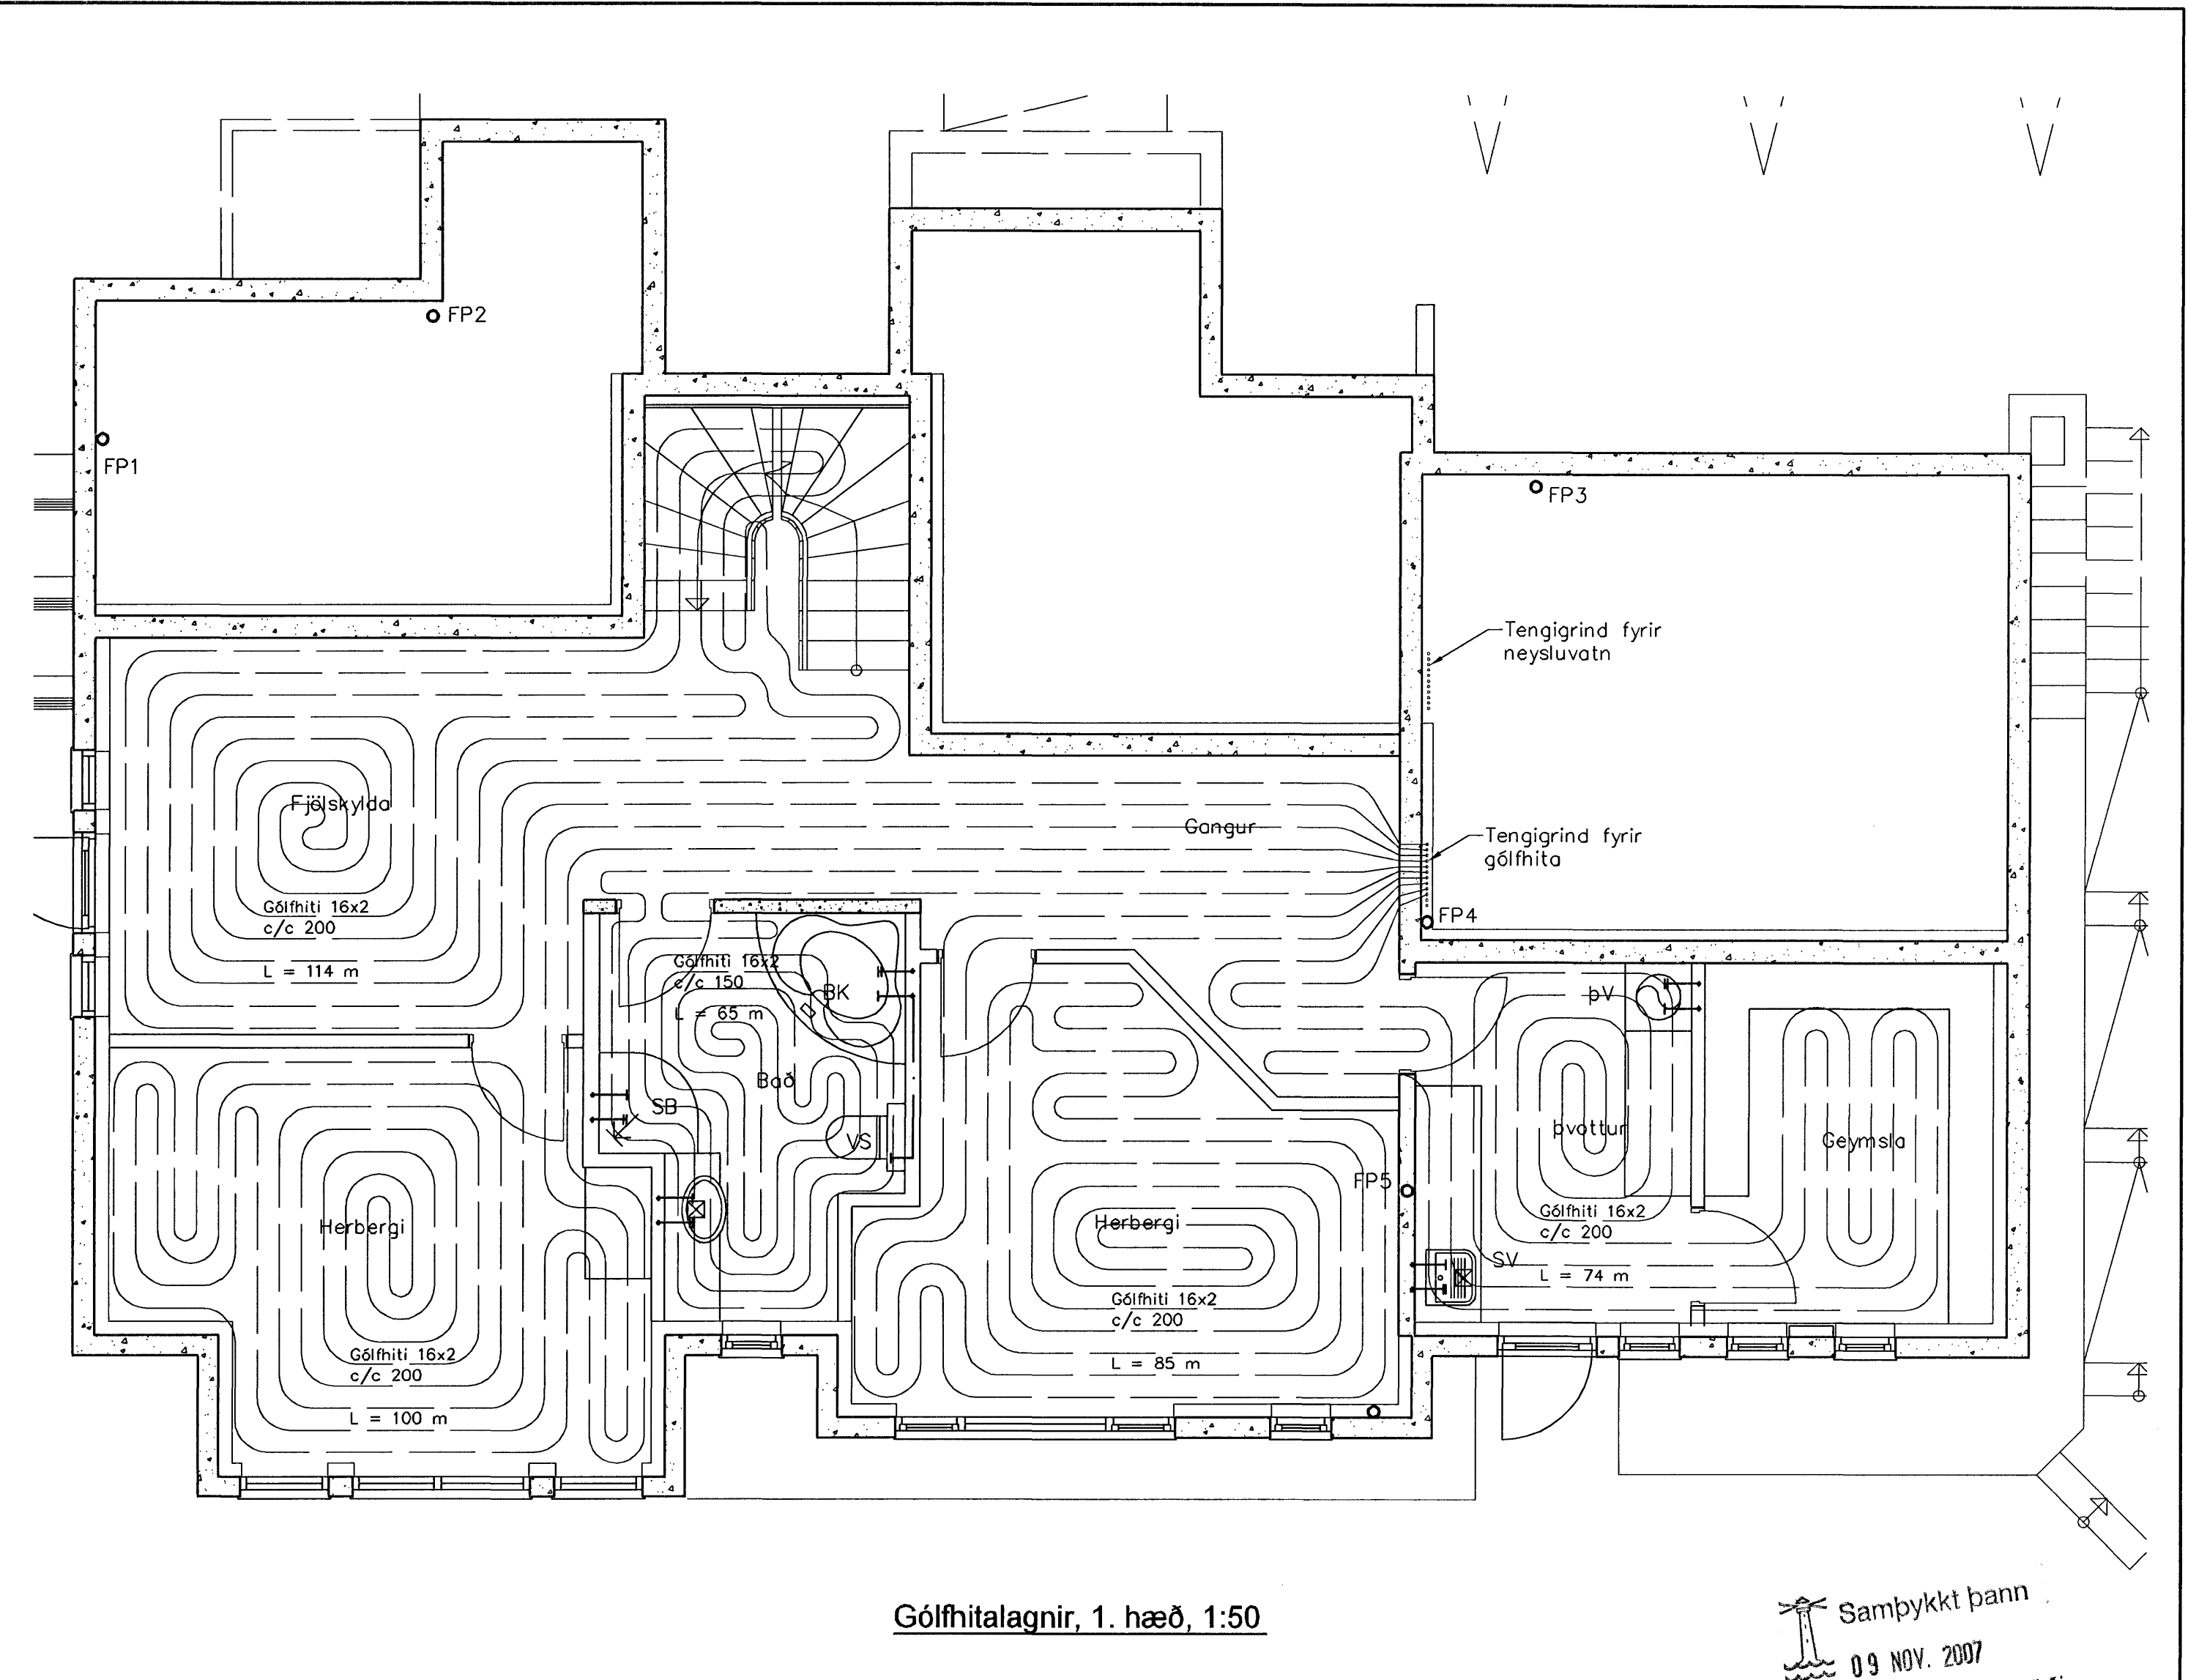 FP2
FP1
FP3
Tengigrind fyrir
neysluvatn
Fjölskylda
Gangur
Tengigrind fyrir
gólfhita
Gólfhiti 16x2
c/c 200
L = 114 m
FP4
Gólfhiti 16x2
c/c 150
L = 65 m
BK
þV
Bað
SB
VS
þvottur
Geymsla
FP5
Herbergi
Herbergi
Gólfhiti 16x2
c/c 200
L = 74 m
SV
Gólfhiti 16x2
c/c 200
L = 85 m
Gólfhiti 16x2
c/c 200
L = 100 m
Gólfhitalagnir, 1. hæð, 1:50
Samþykkt þann
09 NOV. 2007